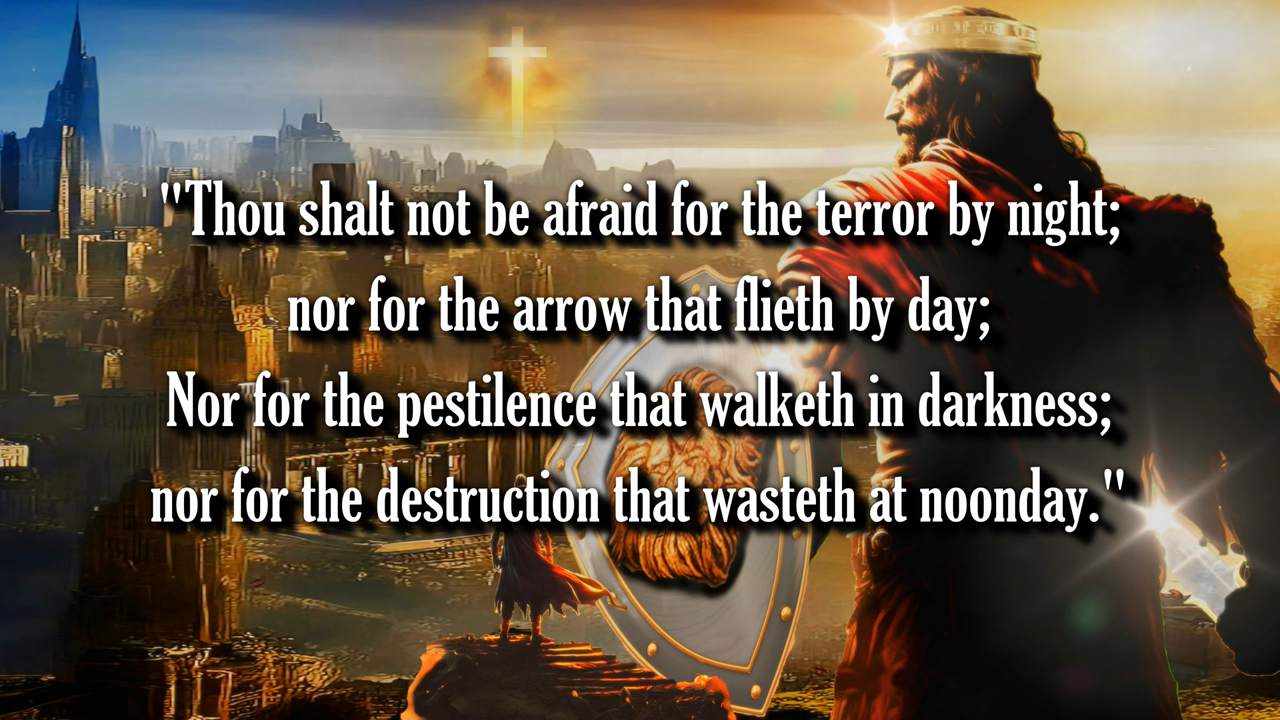 "Thou shalt not be afraid for the terror by night;
nor for the arrow that flieth by day;
Nor for the pestilence that walketh in darkness;
nor for the destruction that wasteth at noonday."